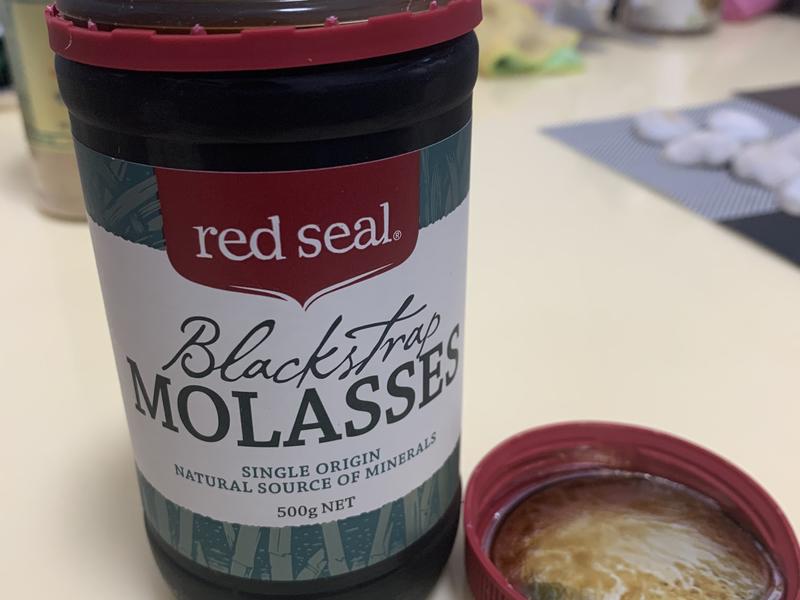 red seal®
Blackstrap
MOLASSES
SINGLE ORIGIN
NATURAL SOURCE OF MINERALS
500g NET